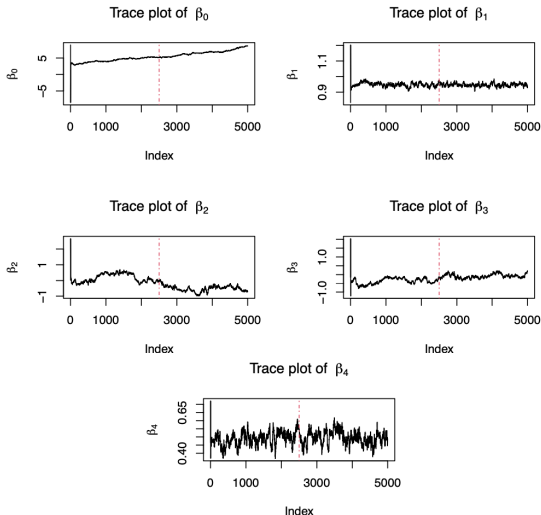 Trace plot of β0
Trace plot of β1
β0
5
−5
0 1000 3000 5000
Index
β1
1.1
0.9
0 1000 3000 5000
Index
Trace plot of β2
Trace plot of β3
β2
1
−1
0 1000 3000 5000
Index
β3
1.0
−1.0
0 1000 3000 5000
Index
Trace plot of β4
β4
0.65
0.40
0 1000 3000 5000
Index